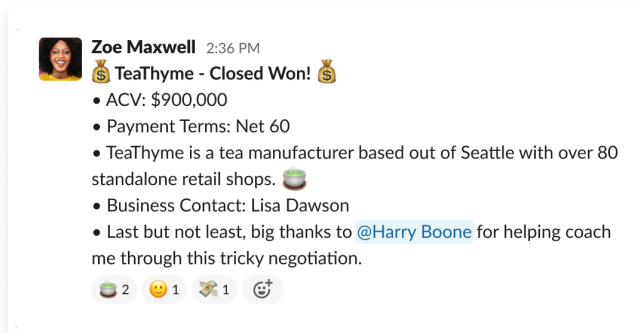 Zoe Maxwell 2:36 PM
💰 TeaThyme - Closed Won! 💰
• ACV: $900,000
• Payment Terms: Net 60
• TeaThyme is a tea manufacturer based out of Seattle with over 80
standalone retail shops. 🍵
• Business Contact: Lisa Dawson
• Last but not least, big thanks to @Harry Boone for helping coach
me through this tricky negotiation.
🍵 2 🙂 1 💸 1